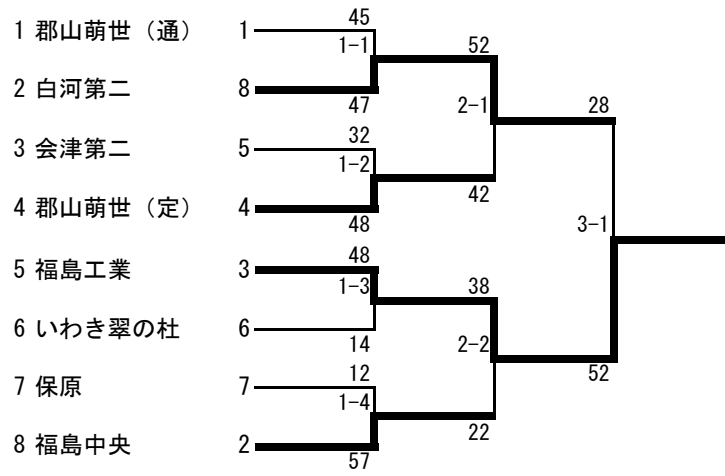 45
1 郡山萌世（通） 1
1-1 52
2 白河第二 8
47 2-1 28
32
3 会津第二 5
1-2
42
4 郡山萌世（定） 4
48 3-1
48
5 福島工業 3
1-3 38
6 いわき翠の杜 6
14 2-2
12 52
7 保原 7
1-4
22
8 福島中央 2
57